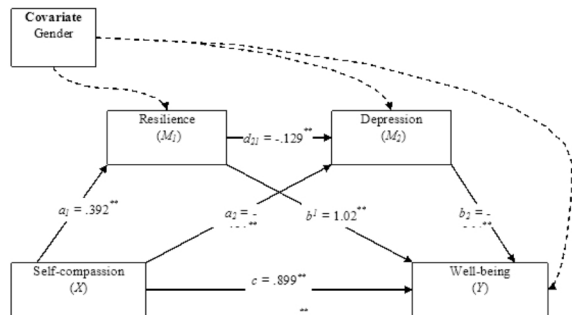 Covariate
Gender
Resilience
(M1)
d21 = -.129**
Depression
(M2)
a1 = .392**
a2 = -
b1 = 1.02**
b2 = -
Self-compassion
(X)
c = .899**
Well-being
(Y)
**